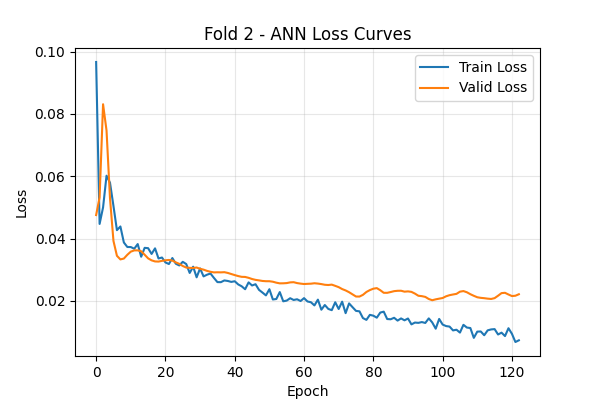 Fold 2 - ANN Loss Curves
Train Loss
Valid Loss
Loss
0.10
0.08
0.06
0.04
0.02
0 20 40 60 80 100 120
Epoch